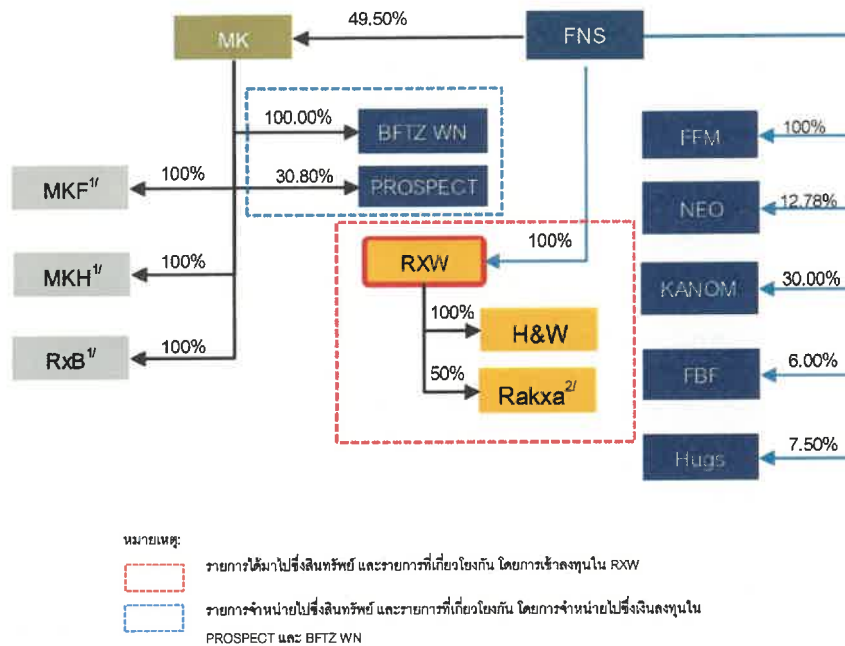 49.50%
MK
FNS
100.00%
BFTZ WN
100%
FFM
MKF1/
100%
30.80%
PROSPECT
12.78%
NEO
100%
RXW
MKH1/
100%
30.00%
KANOM
100%
H&W
RxB1/
100%
50%
Rakxa2/
6.00%
FBF
7.50%
Hugs
หมายเหตุ:
รายการได้มาไปซึ่งสินทรัพย์ และรายการที่เกี่ยวโยงกัน โดยการเข้าลงทุนใน RXW
รายการจำหน่ายไปซึ่งสินทรัพย์ และรายการที่เกี่ยวโยงกัน โดยการจำหน่ายไปซึ่งเงินลงทุนใน
PROSPECT และ BFTZ WN